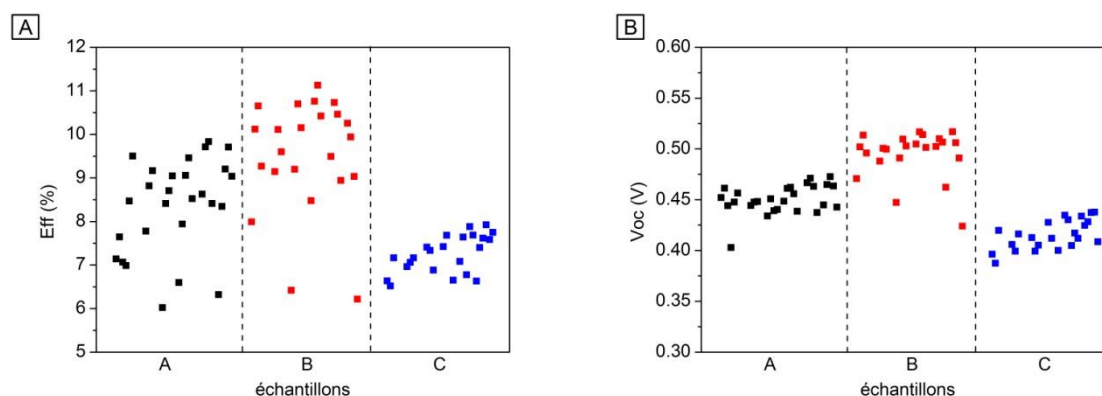 A
B
Eff (%)
12
11
10
9
8
7
6
5
A B C
échantillons
Voc (V)
0.60
0.55
0.50
0.45
0.40
0.35
0.30
A B C
échantillons